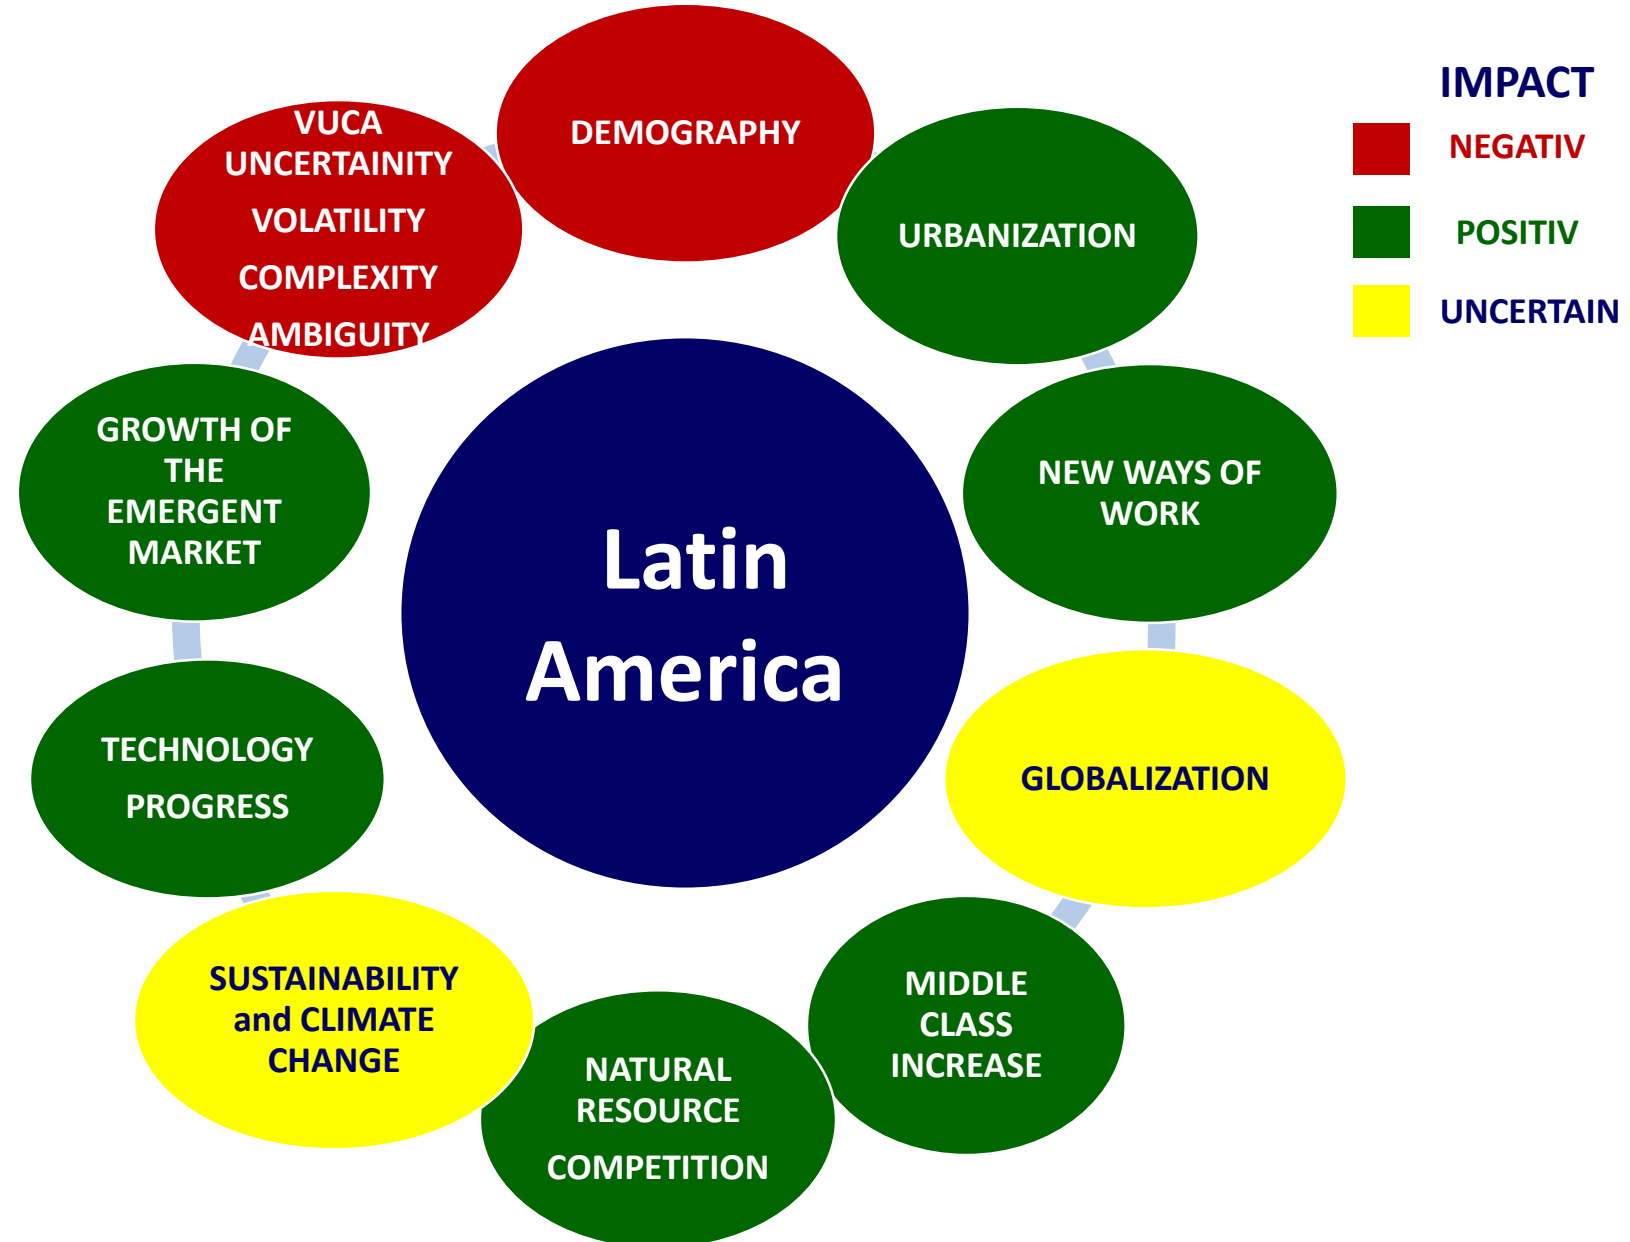 DEMOGRAPHY
URBANIZATION
NEW WAYS OF
WORK
GLOBALIZATION
MIDDLE
CLASS
INCREASE
NATURAL
RESOURCE
COMPETITION
SUSTAINABILITY
and CLIMATE
CHANGE
TECHNOLOGY
PROGRESS
GROWTH OF
THE
EMERGENT
MARKET
VUCA
UNCERTAINITY
VOLATILITY
COMPLEXITY
AMBIGUITY
Latin
America
IMPACT
NEGATIV
POSITIV
UNCERTAIN